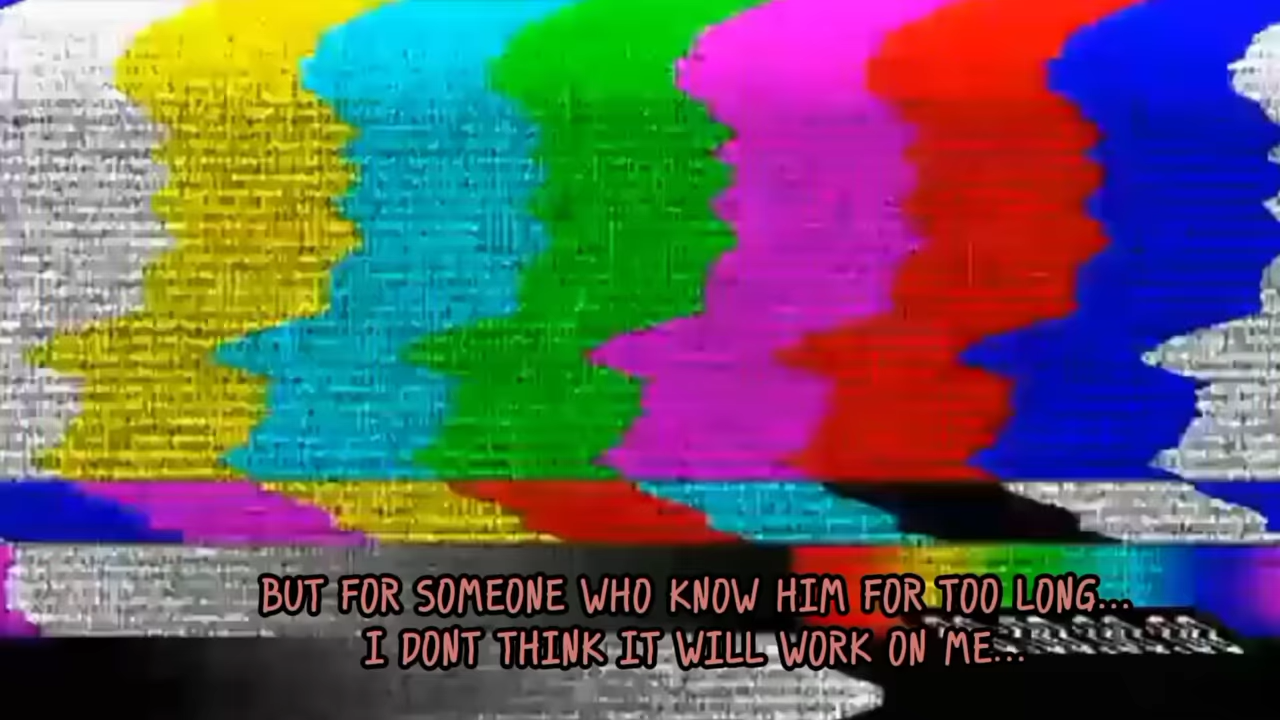 BUT FOR SOMEONE WHO KNOW HIM FOR TOO LONG...
I DONT THINK IT WILL WORK ON ME...